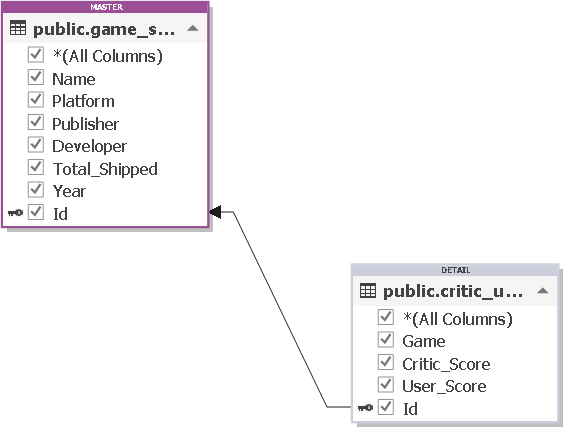 MASTER
public.game_s...
*(All Columns)
Name
Platform
Publisher
Developer
Total_Shipped
Year
Id
DETAIL
public.critic_u...
*(All Columns)
Game
Critic_Score
User_Score
Id